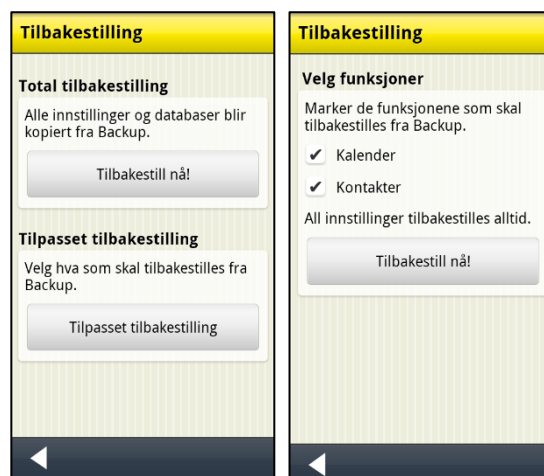 Tilbakestilling
Total tilbakestilling
Alle innstillinger og databaser blir
kopiert fra Backup.
Tilbakestill nå!
Tilpasset tilbakestilling
Velg hva som skal tilbakestilles fra
Backup.
Tilpasset tilbakestilling
Tilbakestilling
Velg funksjoner
Marker de funksjonene som skal
tilbakestilles fra Backup.
Kalender
Kontakter
All innstillinger tilbakestilles alltid.
Tilbakestill nå!